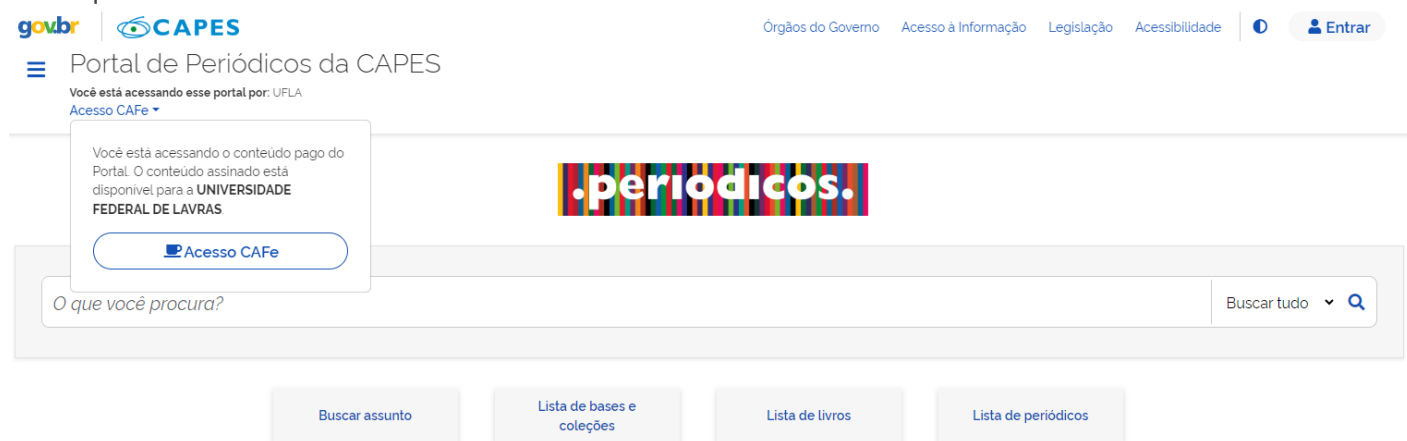 gov.br
CAPES
Órgãos do Governo Acesso à Informação Legislação Acessibilidade Entrar
Portal de Periódicos da CAPES
Você está acessando esse portal por: UFLA
Acesso CAFe
Você está acessando o conteúdo pago do
Portal. O conteúdo assinado está
disponível para a UNIVERSIDADE
FEDERAL DE LAVRAS.
Acesso CAFe
.periodicos.
O que você procura? Buscar tudo
Buscar assunto
Lista de bases e
coleções
Lista de livros
Lista de periódicos